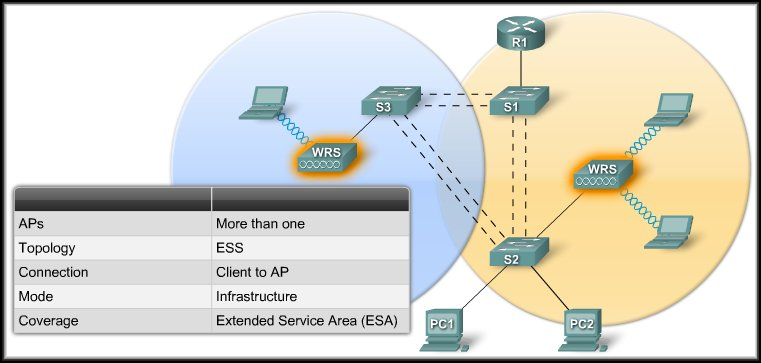 R1
S3
S1
WRS
WRS
APs More than one
Topology ESS
Connection Client to AP
Mode Infrastructure
Coverage Extended Service Area (ESA)
S2
PC1
PC2